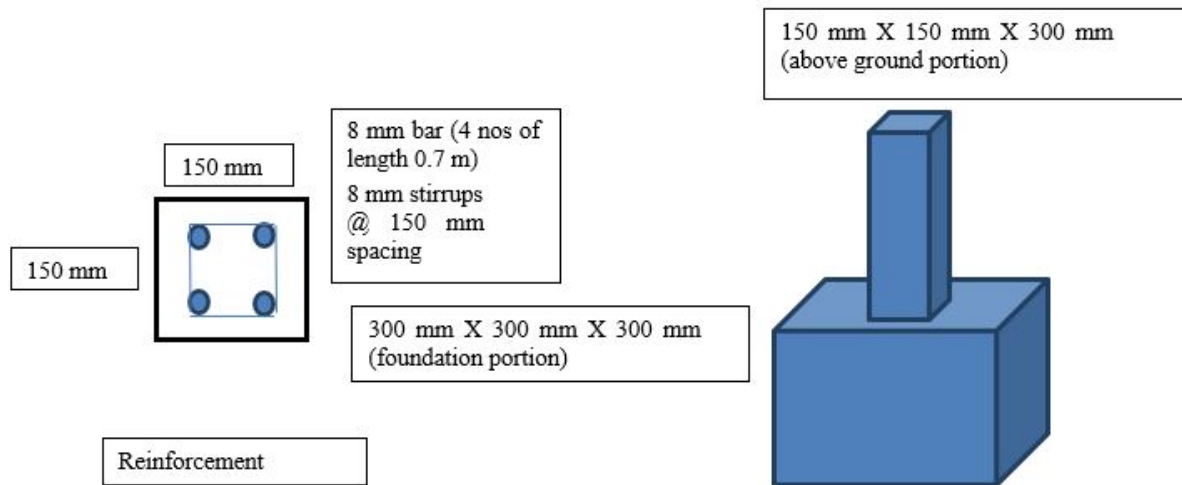 150 mm X 150 mm X 300 mm
(above ground portion)
150 mm
8 mm bar (4 nos of
length 0.7 m)
8 mm stirrups
@ 150 mm
spacing
150 mm
300 mm X 300 mm X 300 mm
(foundation portion)
Reinforcement